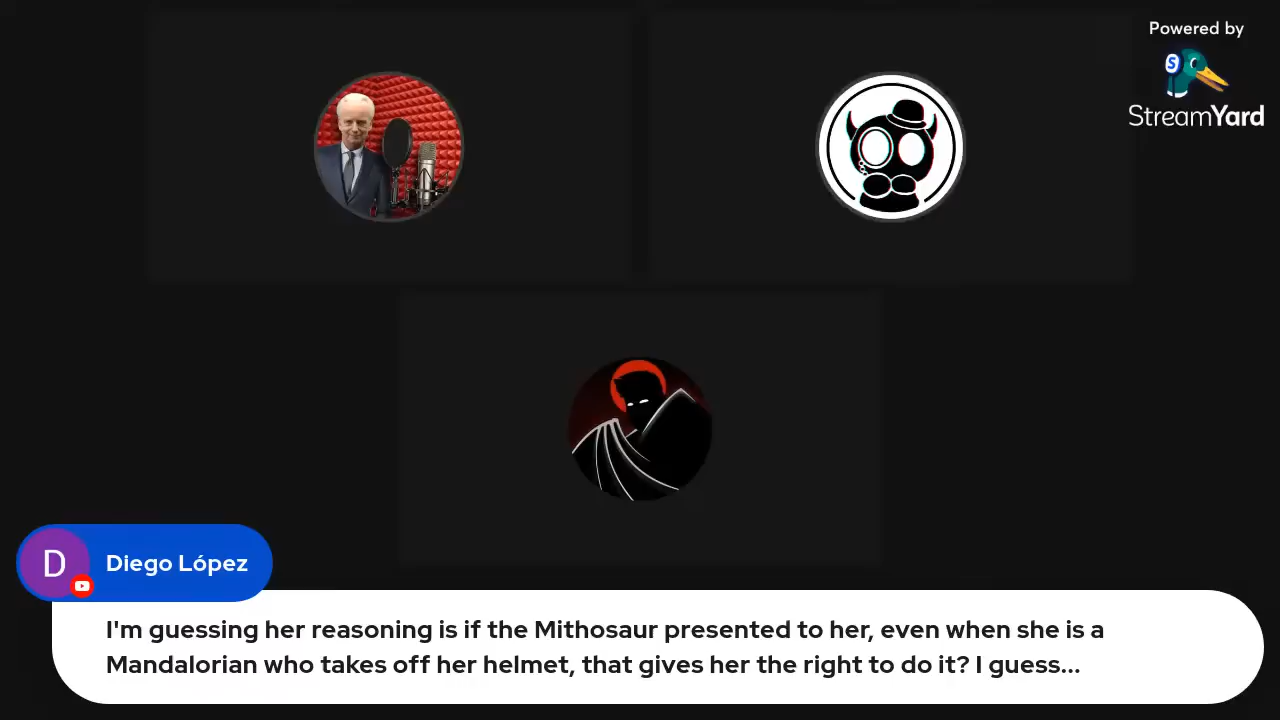 Powered by
S
StreamYard
D
Diego López
I'm guessing her reasoning is if the Mithosaur presented to her, even when she is a
Mandalorian who takes off her helmet, that gives her the right to do it? I guess...